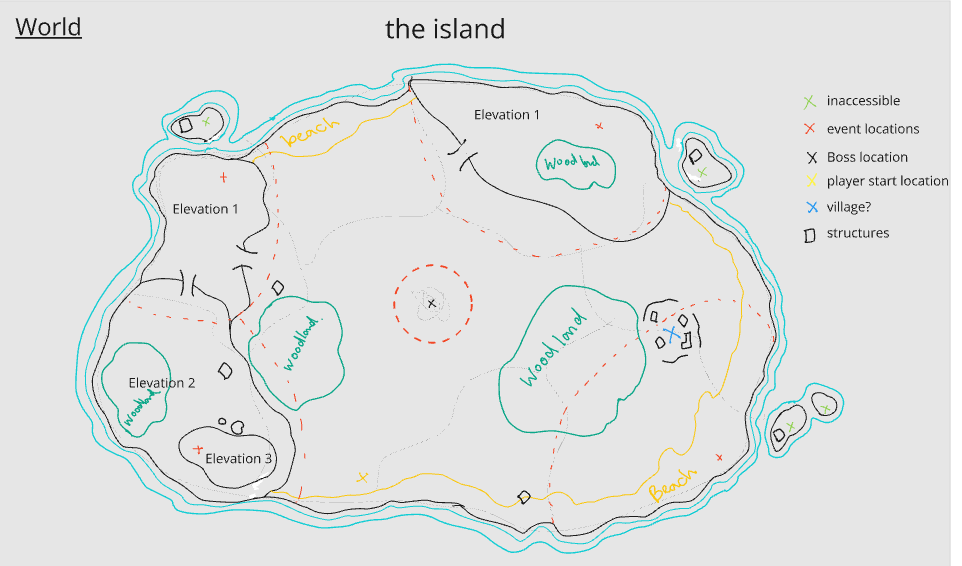 World
the island
inaccessible
event locations
Boss location
player start location
village?
structures
Elevation 1
beach
Woodland
Elevation 1
woodland
Woodland
Elevation 2
Woodland
Elevation 3
Beach